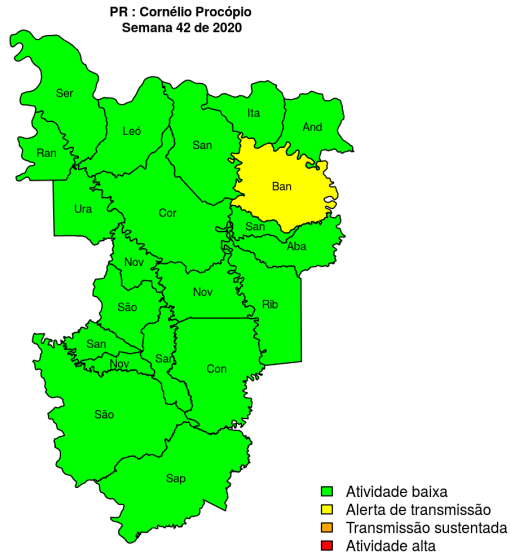 PR : Cornélio Procópio
Semana 42 de 2020
Ser
Leó
Ita
And
San
Ran
Ban
Ura
Cor
San
Aba
Nov
Nov
São
Rib
San
San
Nov
Con
São
Sap
Atividade baixa
Alerta de transmissão
Transmissão sustentada
Atividade alta